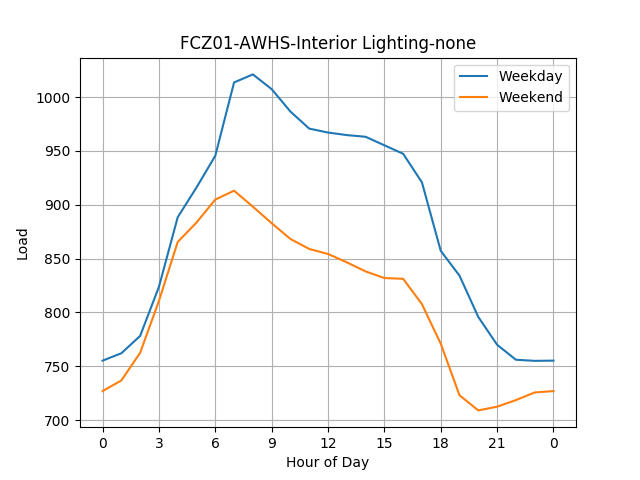 FCZ01-AWHS-Interior Lighting-none
Weekday
Weekend
1000
950
900
850
800
750
700
Load
0 3 6 9 12 15 18 21 0
Hour of Day